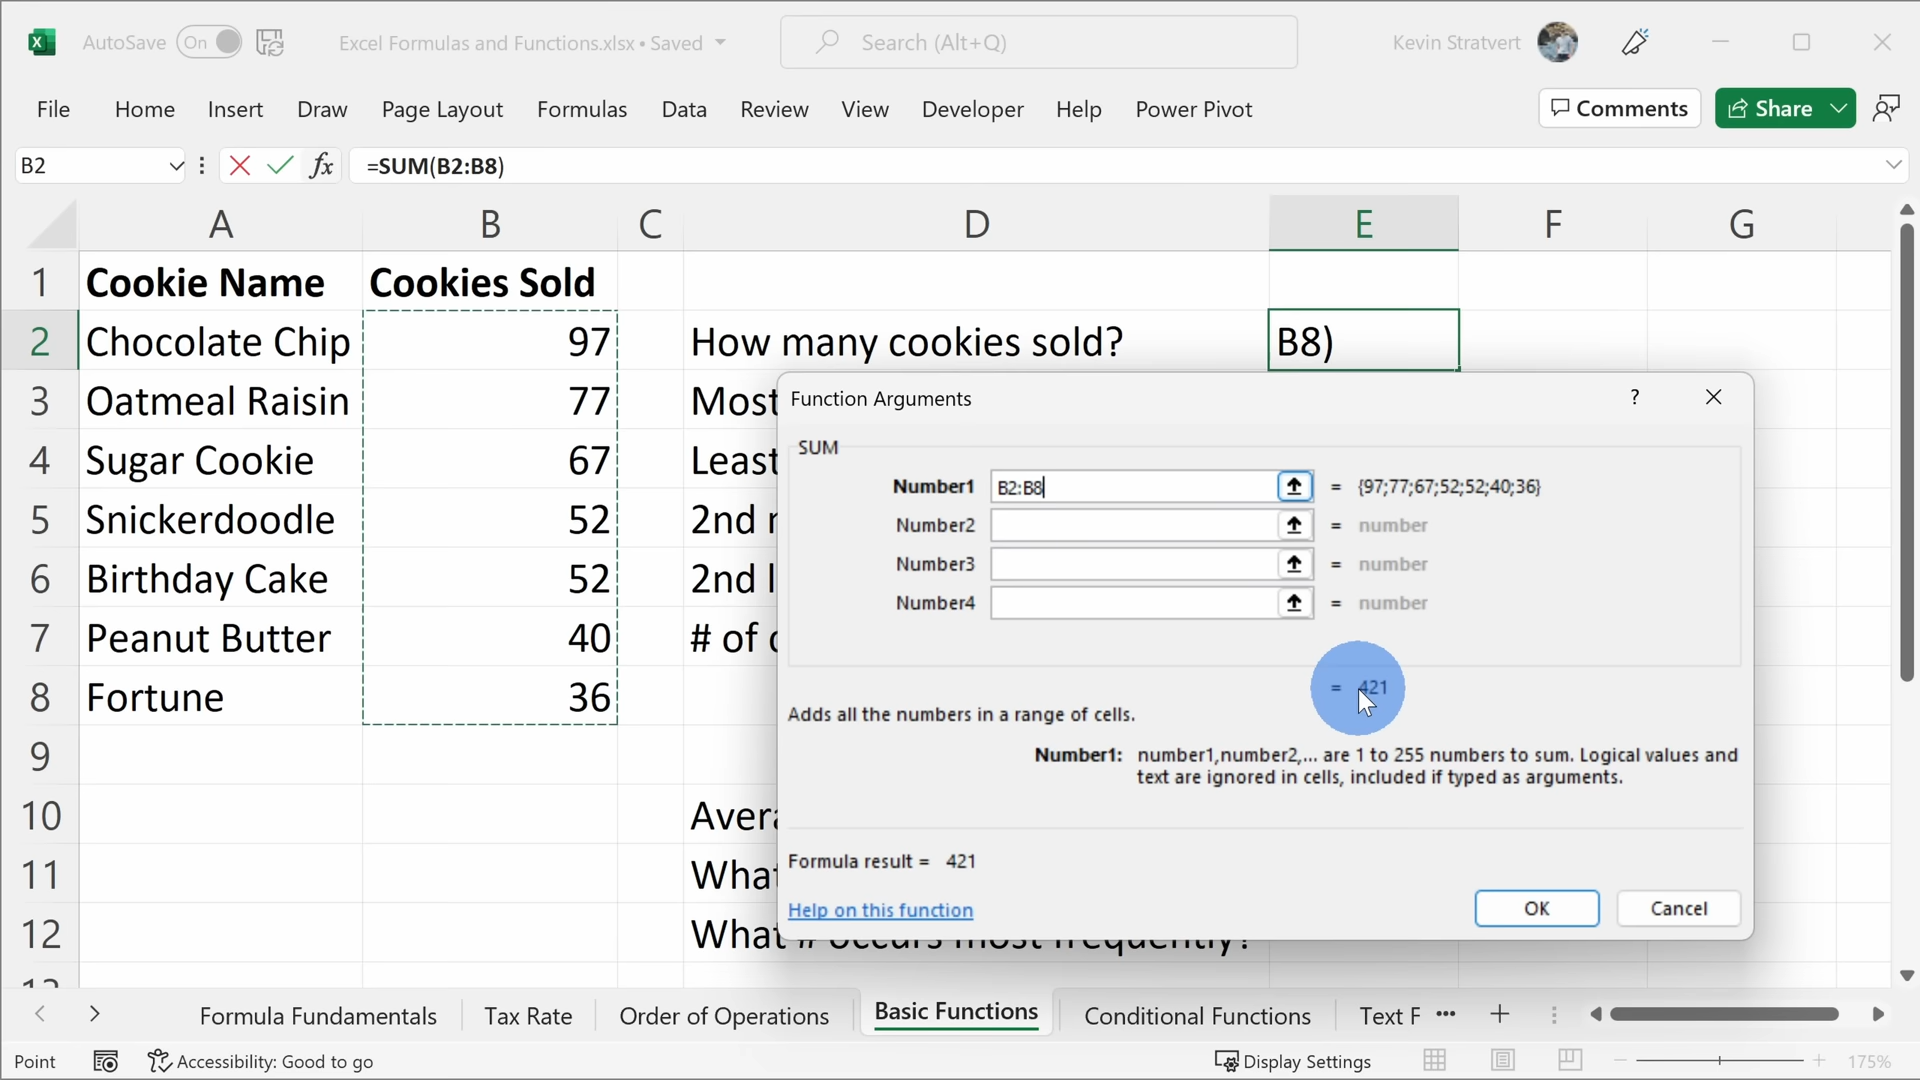 AutoSave On Excel Formulas and Functions.xlsx • Saved Search (Alt+Q) Kevin Stratvert
File Home Insert Draw Page Layout Formulas Data Review View Developer Help Power Pivot Comments Share
B2 fx =SUM(B2:B8)
A B C D E F G
1 Cookie Name Cookies Sold
2 Chocolate Chip 97 How many cookies sold? B8)
3 Oatmeal Raisin 77 Most
4 Sugar Cookie 67 Least
5 Snickerdoodle 52 2nd
6 Birthday Cake 52 2nd
7 Peanut Butter 40 # of
8 Fortune 36
9
10
11 What
12 What # occurs most frequently?
Function Arguments ?
SUM
Number1 B2:B8 = {97;77;67;52;52;40;36}
Number2 = number
Number3 = number
Number4 = number
= 421
Adds all the numbers in a range of cells.
Number1: number1,number2,... are 1 to 255 numbers to sum. Logical values and
text are ignored in cells, included if typed as arguments.
Formula result = 421
Help on this function OK Cancel
Formula Fundamentals Tax Rate Order of Operations Basic Functions Conditional Functions Text F ...
Point Accessibility: Good to go Display Settings 175%